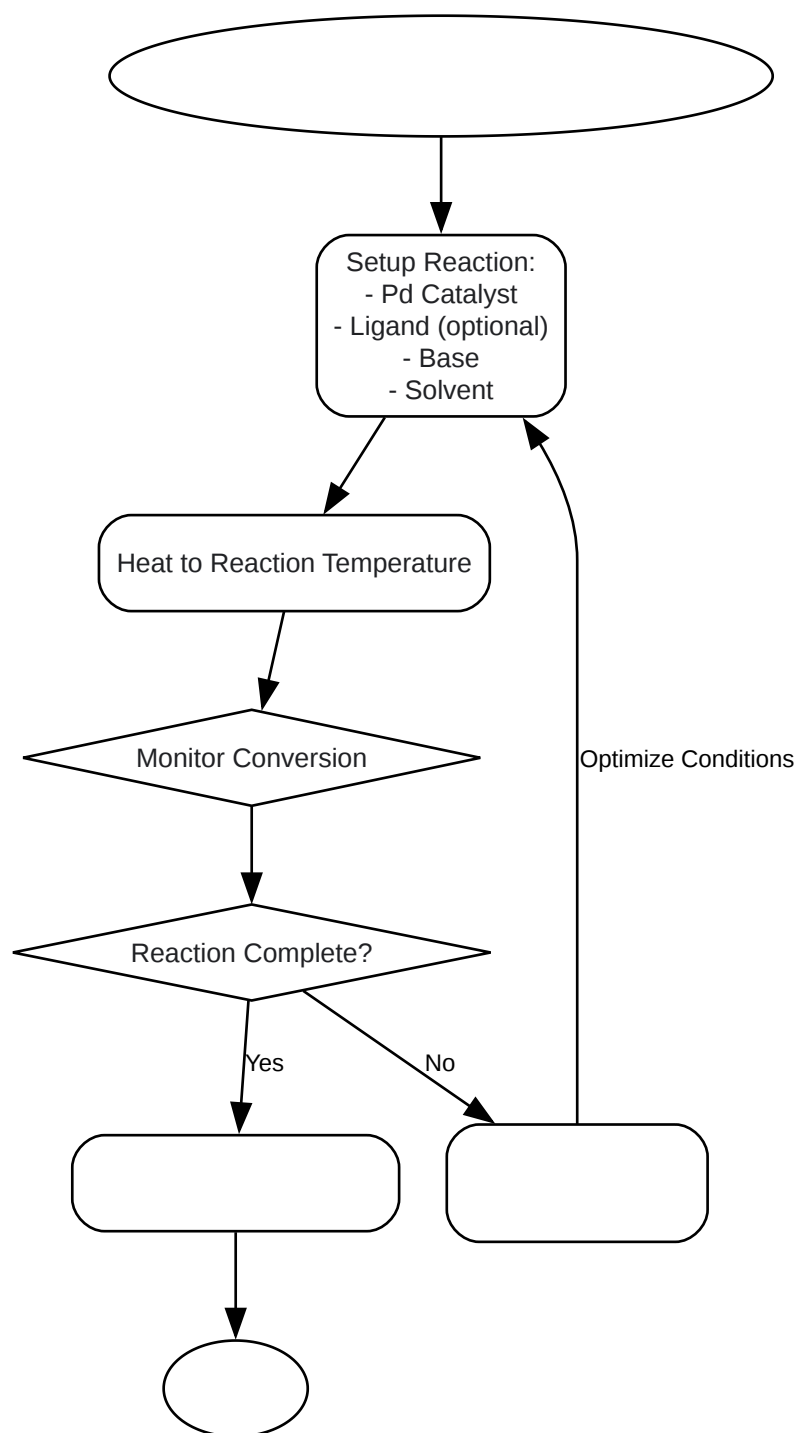 Setup Reaction:
- Pd Catalyst
- Ligand (optional)
- Base
- Solvent
Heat to Reaction Temperature
Monitor Conversion
Optimize Conditions
Reaction Complete?
Yes
No